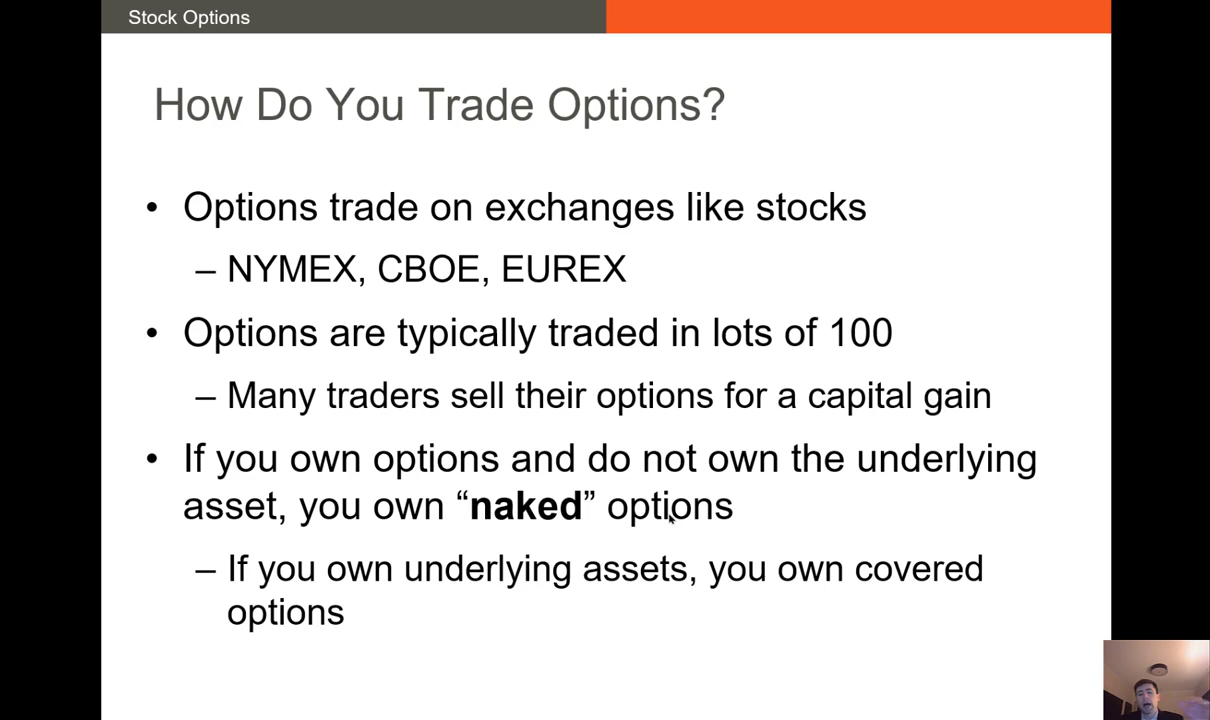 Stock Options
How Do You Trade Options?
• Options trade on exchanges like stocks
– NYMEX, CBOE, EUREX
• Options are typically traded in lots of 100
– Many traders sell their options for a capital gain
• If you own options and do not own the underlying
asset, you own “naked” options
– If you own underlying assets, you own covered
options